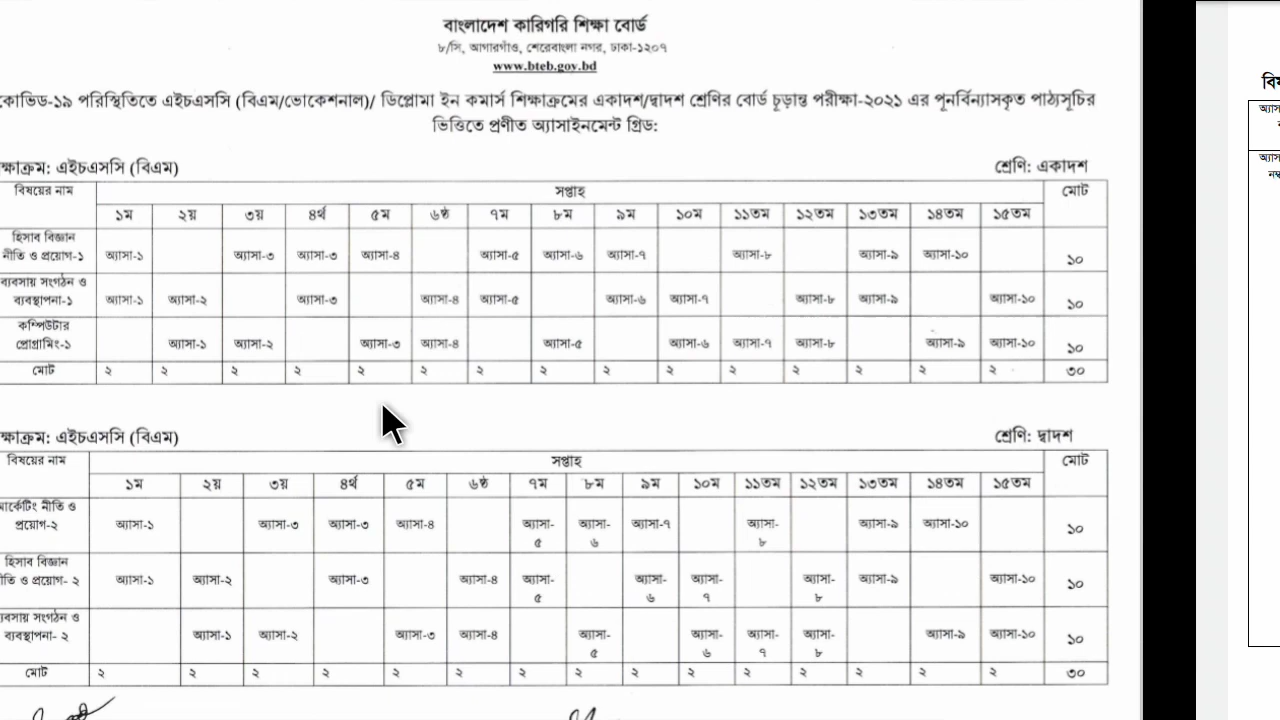 বাংলাদেশ কারিগরি শিক্ষা বোর্ড
৮/সি, আগারগাঁও, শেরেবাংলা নগর, ঢাকা-১২০৭
www.bteb.gov.bd
কোভিড-১৯ পরিস্থিতিতে এইচএসসি (বিএম/ভোকেশনাল)/ ডিপ্লোমা ইন কমার্স শিক্ষাক্রমের একাদশ/দ্বাদশ শ্রেণির বোর্ড চূড়ান্ত পরীক্ষা-২০২১ এর পুনর্বিন্যাসকৃত পাঠ্যসূচির
ভিত্তিতে প্রণীত অ্যাসাইনমেন্ট গ্রিড:
ক্ষাক্রম: এইচএসসি (বিএম) শ্রেণি: একাদশ
বিষয়ের নাম সপ্তাহ মোট
১ম ২য় ৩য় ৪র্থ ৫ম ৬ষ্ঠ ৭ম ৮ম ৯ম ১০ম ১১তম ১২তম ১৩তম ১৪তম ১৫তম
হিসাব বিজ্ঞান
নীতি ও প্রয়োগ-১ অ্যাসা-১ অ্যাসা-৩ অ্যাসা-৩ অ্যাসা-৪ অ্যাসা-৫ অ্যাসা-৬ অ্যাসা-৭ অ্যাসা-৮ অ্যাসা-৯ অ্যাসা-১০ ১০
ব্যবসায় সংগঠন ও
ব্যবস্থাপনা-১ অ্যাসা-১ অ্যাসা-২ অ্যাসা-৩ অ্যাসা-৪ অ্যাসা-৫ অ্যাসা-৬ অ্যাসা-৭ অ্যাসা-৮ অ্যাসা-৯ অ্যাসা-১০ ১০
কম্পিউটার
প্রোগ্রামিং-১ অ্যাসা-১ অ্যাসা-২ অ্যাসা-৩ অ্যাসা-৪ অ্যাসা-৫ অ্যাসা-৬ অ্যাসা-৭ অ্যাসা-৮ অ্যাসা-৯ অ্যাসা-১০ ১০
মোট ২ ২ ২ ২ ২ ২ ২ ২ ২ ২ ২ ২ ২ ২ ২ ৩০
ক্ষাক্রম: এইচএসসি (বিএম) শ্রেণি: দ্বাদশ
বিষয়ের নাম সপ্তাহ মোট
১ম ২য় ৩য় ৪র্থ ৫ম ৬ষ্ঠ ৭ম ৮ম ৯ম ১০ম ১১তম ১২তম ১৩তম ১৪তম ১৫তম
মার্কেটিং নীতি ও
প্রয়োগ-২ অ্যাসা-১ অ্যাসা-৩ অ্যাসা-৩ অ্যাসা-৪ অ্যাসা-৫ অ্যাসা-৬ অ্যাসা-৭ অ্যাসা-৮ অ্যাসা-৯ অ্যাসা-১০ ১০
হিসাব বিজ্ঞান
নীতি ও প্রয়োগ- ২ অ্যাসা-১ অ্যাসা-২ অ্যাসা-৩ অ্যাসা-৪ অ্যাসা-৫ অ্যাসা-৬ অ্যাসা-৭ অ্যাসা-৮ অ্যাসা-৯ অ্যাসা-১০ ১০
ব্যবসায় সংগঠন ও
ব্যবস্থাপনা- ২ অ্যাসা-১ অ্যাসা-২ অ্যাসা-৩ অ্যাসা-৪ অ্যাসা-৫ অ্যাসা-৬ অ্যাসা-৭ অ্যাসা-৮ অ্যাসা-৯ অ্যাসা-১০ ১০
মোট ২ ২ ২ ২ ২ ২ ২ ২ ২ ২ ২ ২ ২ ২ ২ ৩০